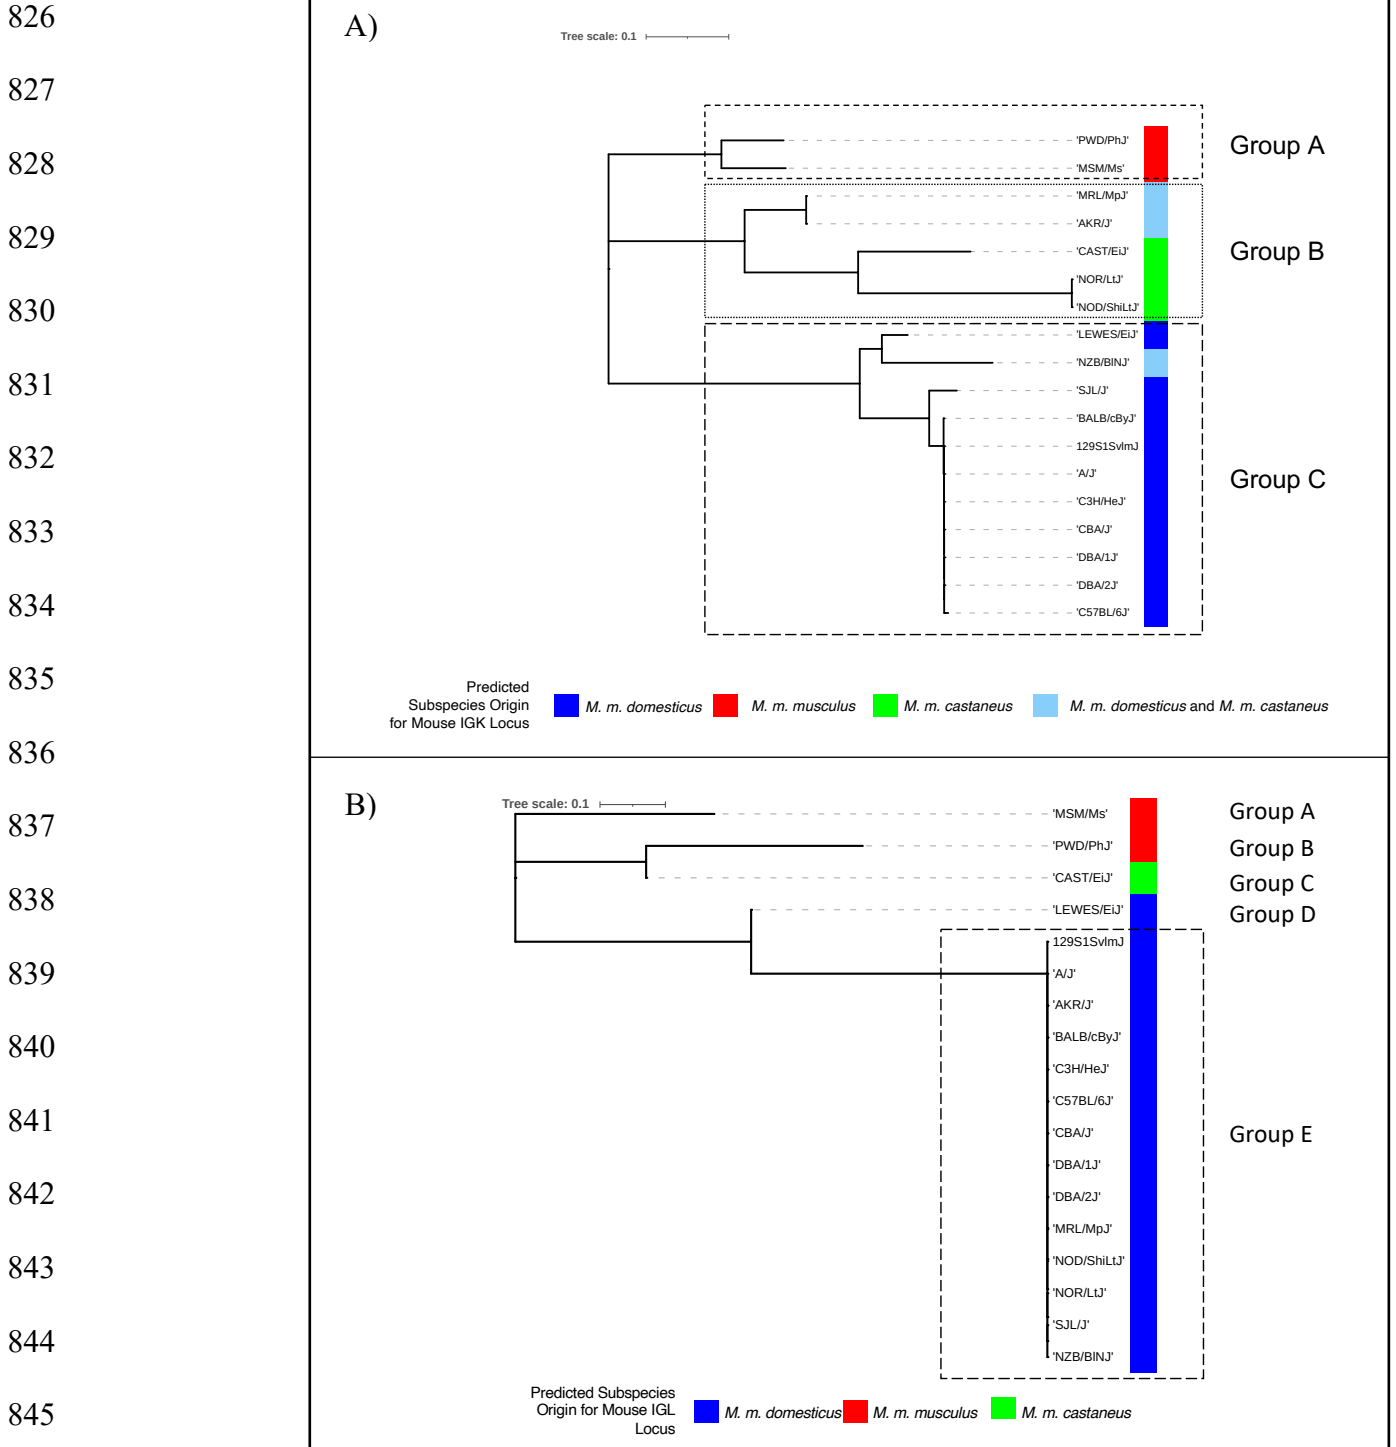 826
827
828
829
830
831
832
833
834
835
836
837
838
839
840
841
842
843
844
845
A)
Tree scale: 0.1
'PWD/PhJ'
'MSM/Ms'
Group A
'MRL/MpJ'
'AKR/J'
'CAST/EiJ'
'NOR/LtJ'
'NOD/ShiLtJ'
Group B
'LEWES/EiJ'
'NZB/BlNJ'
'SJL/J'
'BALB/cByJ'
129S1SvlmJ
'A/J'
'C3H/HeJ'
'CBA/J'
'DBA/1J'
'DBA/2J'
'C57BL/6J'
Group C
Predicted
Subspecies Origin
for Mouse IGK Locus
M. m. domesticus
M. m. musculus
M. m. castaneus
M. m. domesticus and M. m. castaneus
B)
Tree scale: 0.1
'MSM/Ms'
Group A
'PWD/PhJ'
Group B
'CAST/EiJ'
Group C
'LEWES/EiJ'
Group D
129S1SvlmJ
'A/J'
'AKR/J'
'BALB/cByJ'
'C3H/HeJ'
'C57BL/6J'
'CBA/J'
'DBA/1J'
'DBA/2J'
'MRL/MpJ'
'NOD/ShiLtJ'
'NOR/LtJ'
'SJL/J'
'NZB/BlNJ'
Group E
Predicted Subspecies
Origin for Mouse IGL
Locus
M. m. domesticus
M. m. musculus
M. m. castaneus